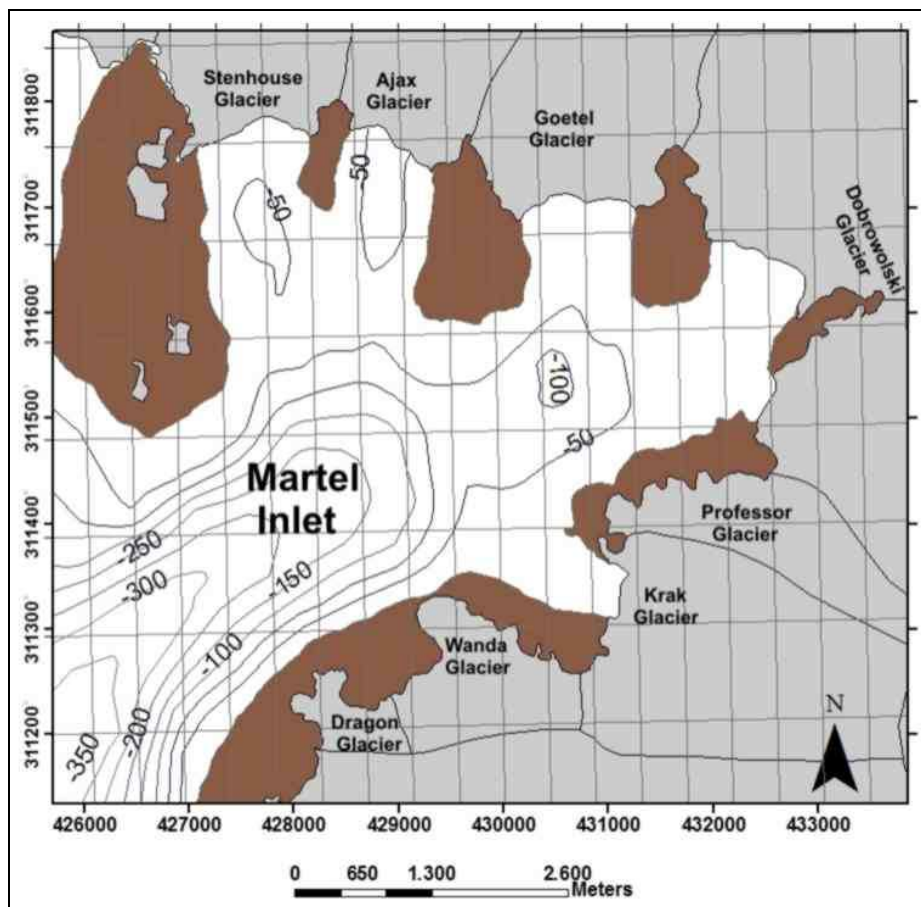 Stenhouse
Glacier
Ajax
Glacier
Goetel
Glacier
Dobrowolski
Glacier
-50
-50
-100
-50
Martel
Inlet
-250
-300
-150
-100
-200
-350
Professor
Glacier
Krak
Glacier
Wanda
Glacier
Dragon
Glacier
N
311800°
311700°
311600°
311500°
311400°
311300°
311200°
426000 427000 428000 429000 430000 431000 432000 433000
0 650 1.300 2.600
Meters